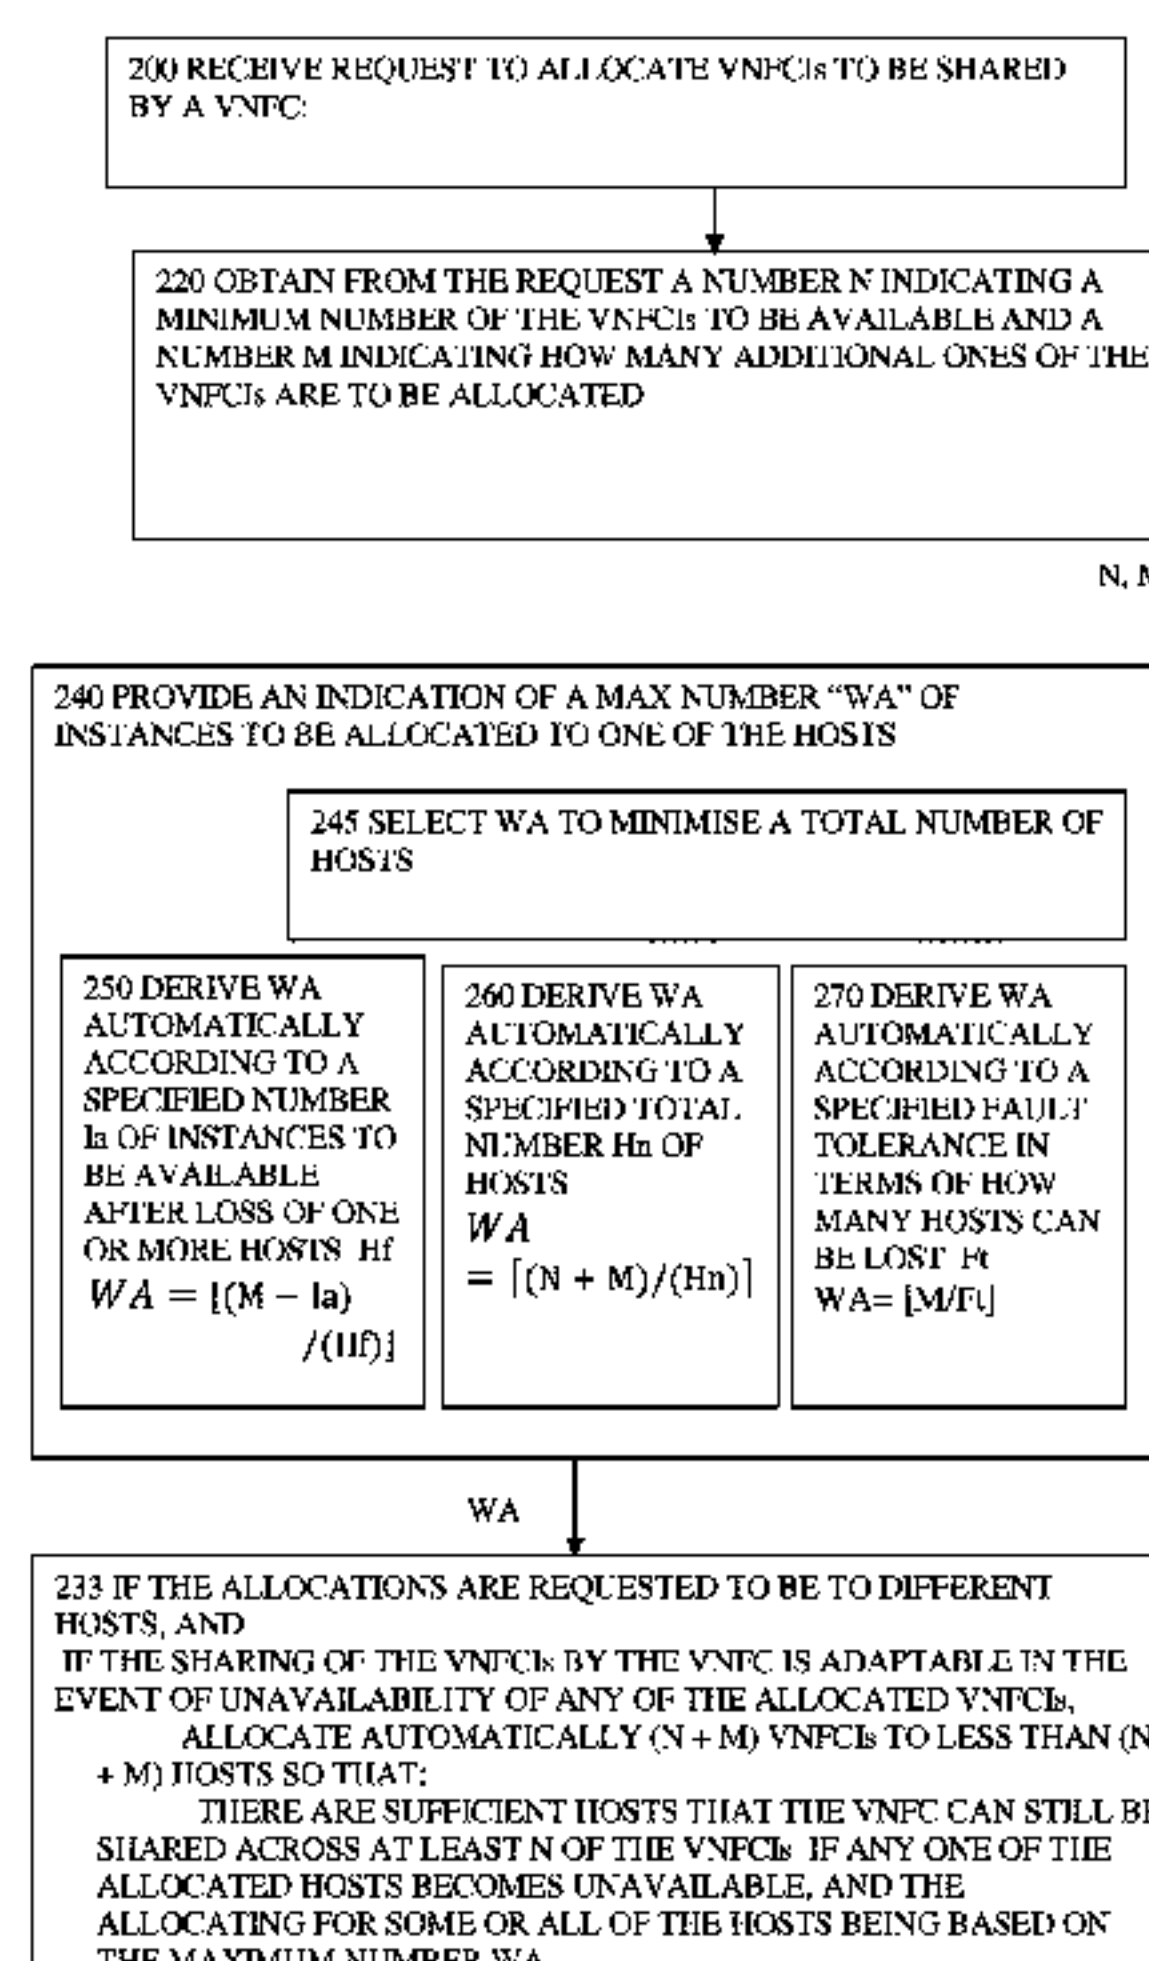 200 RECEIVE REQUEST TO ALLOCATE VNFCIs TO BE SHARED
BY A VNFC:
220 OBTAIN FROM THE REQUEST A NUMBER N INDICATING A
MINIMUM NUMBER OF THE VNFCIs TO BE AVAILABLE AND A
NUMBER M INDICATING HOW MANY ADDITIONAL ONES OF THE
VNFCIs ARE TO BE ALLOCATED
N, M
240 PROVIDE AN INDICATION OF A MAX NUMBER “WA” OF
INSTANCES TO BE ALLOCATED TO ONE OF THE HOSTS
245 SELECT WA TO MINIMISE A TOTAL NUMBER OF
HOSTS
250 DERIVE WA
AUTOMATICALLY
ACCORDING TO A
SPECIFIED NUMBER
Ia OF INSTANCES TO
BE AVAILABLE
AFTER LOSS OF ONE
OR MORE HOSTS Hf
WA = ⌊(M − Ia)
/(Hf)⌋
260 DERIVE WA
AUTOMATICALLY
ACCORDING TO A
SPECIFIED TOTAL
NUMBER Hn OF
HOSTS
WA
= ⌈(N + M)/(Hn)⌉
270 DERIVE WA
AUTOMATICALLY
ACCORDING TO A
SPECIFIED FAULT
TOLERANCE IN
TERMS OF HOW
MANY HOSTS CAN
BE LOST Ft
WA= ⌊M/Ft⌋
WA
233 IF THE ALLOCATIONS ARE REQUESTED TO BE TO DIFFERENT
HOSTS, AND
IF THE SHARING OF THE VNFCIs BY THE VNFC IS ADAPTABLE IN THE
EVENT OF UNAVAILABILITY OF ANY OF THE ALLOCATED VNFCIs,
ALLOCATE AUTOMATICALLY (N + M) VNFCIs TO LESS THAN (N
+ M) HOSTS SO THAT:
THERE ARE SUFFICIENT HOSTS THAT THE VNFC CAN STILL BE
SHARED ACROSS AT LEAST N OF THE VNFCIs IF ANY ONE OF THE
ALLOCATED HOSTS BECOMES UNAVAILABLE, AND THE
ALLOCATING FOR SOME OR ALL OF THE HOSTS BEING BASED ON
THE MAXIMUM NUMBER WA